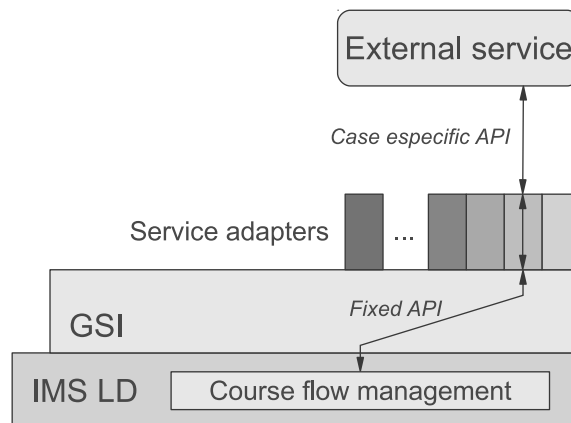 External service
Case especific API
Service adapters
...
Fixed API
GSI
IMS LD
Course flow management